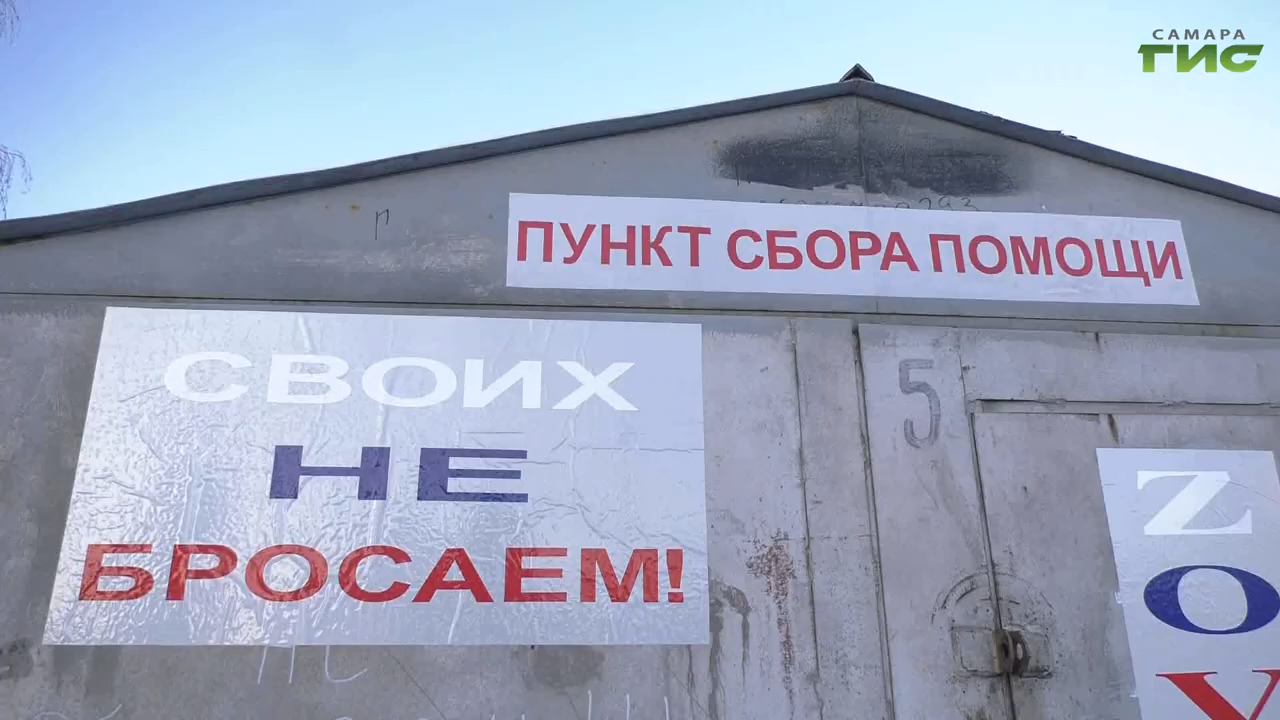 САМАРА
ГИС
ПУНКТ СБОРА ПОМОЩИ
п
СВОИХ
НЕ
БРОСАЕМ!
5
Z
O
V